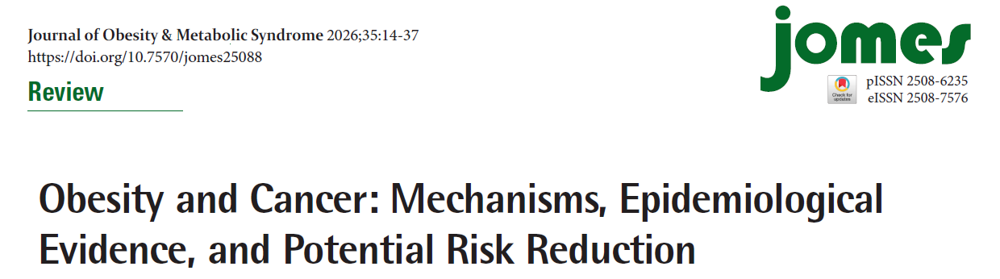 Journal of Obesity & Metabolic Syndrome 2026;35:14-37
https://doi.org/10.7570/jomes25088
Review
jomes
Check for
updates
pISSN 2508-6235
eISSN 2508-7576
Obesity and Cancer: Mechanisms, Epidemiological
Evidence, and Potential Risk Reduction